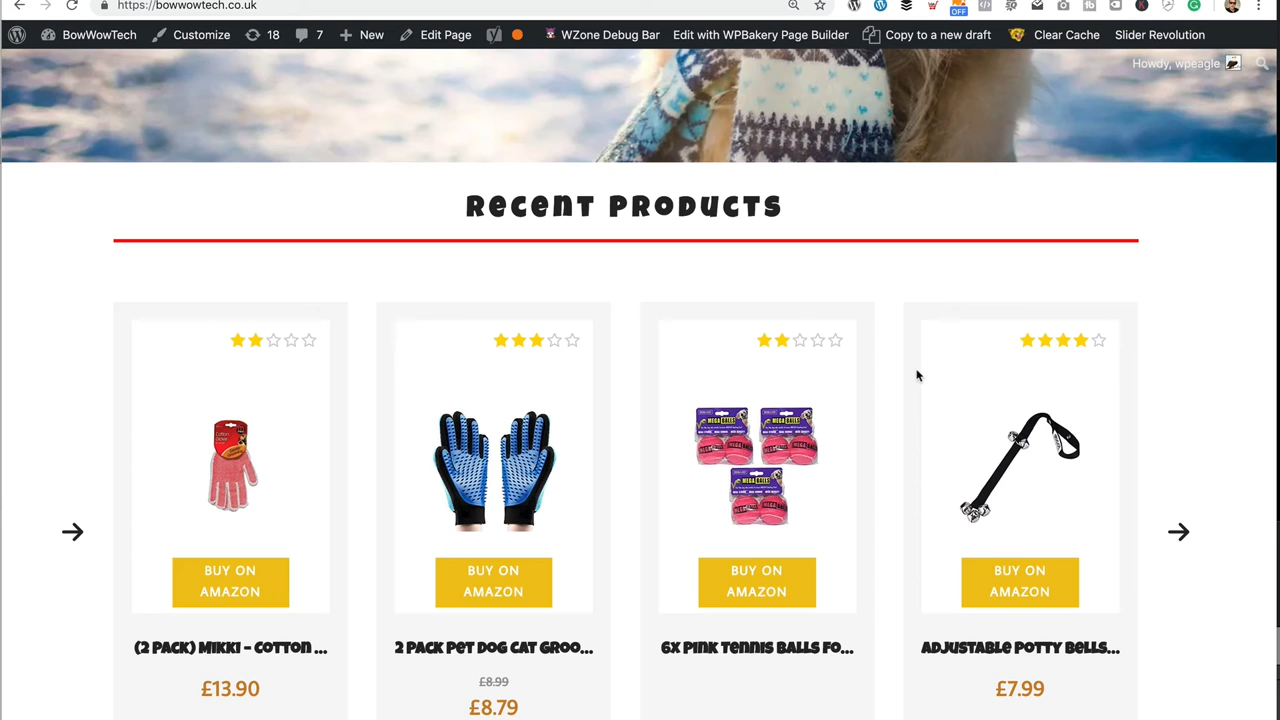 https://bowwowtech.co.uk
OFF
BowWowTech Customize 18 7 New Edit Page WZone Debug Bar Edit with WPBakery Page Builder Copy to a new draft Clear Cache Slider Revolution
Howdy, wpeagle
Recent Products
BUY ON
AMAZON
BUY ON
AMAZON
BUY ON
AMAZON
BUY ON
AMAZON
(2 Pack) Mikki – Cotton ...
2 Pack Pet Dog Cat Groo...
6x Pink Tennis Balls Fo...
Adjustable Potty Bells...
£13.90
£8.99
£8.79
£7.99